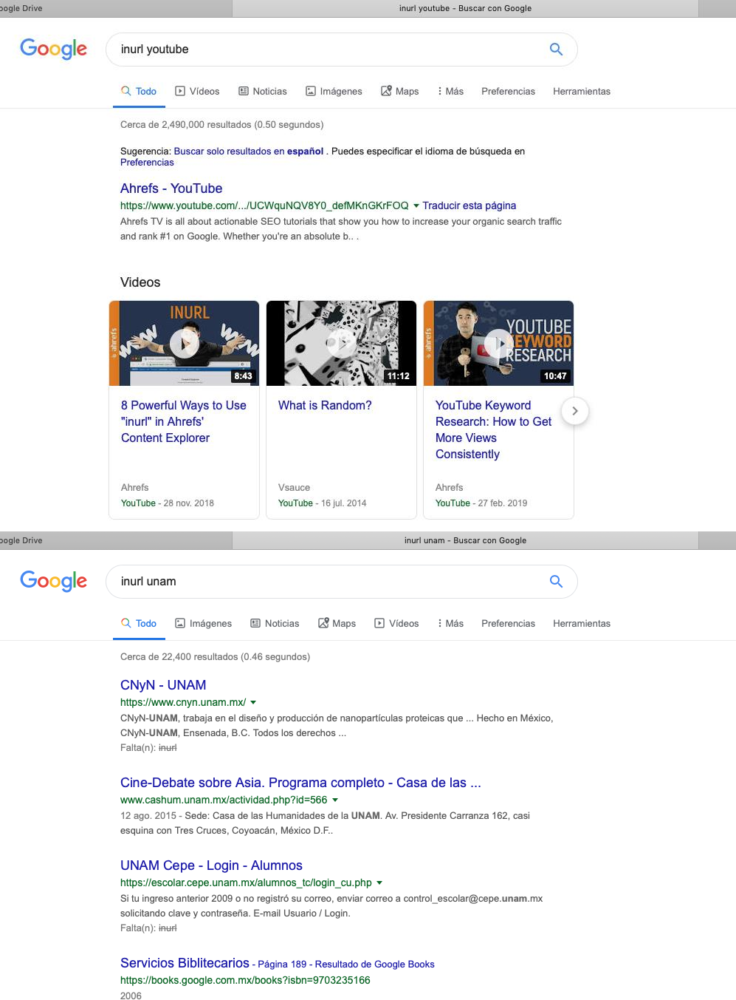 oogle Drive
inurl youtube - Buscar con Google
Google
inurl youtube
Todo Vídeos Noticias Imágenes Maps Más Preferencias Herramientas
Cerca de 2,490,000 resultados (0.50 segundos)
Sugerencia: Buscar solo resultados en español . Puedes especificar el idioma de búsqueda en
Preferencias
Ahrefs - YouTube
https://www.youtube.com/.../UCWquNQV8Y0_defMKnGKrFOQ Traducir esta página
Ahrefs TV is all about actionable SEO tutorials that show you how to increase your organic search traffic
and rank #1 on Google. Whether you're an absolute b.. .
Videos
ahrefs
INURL
WWW WWW
8:43
11:12
ahrefs
YOUTUBE
KEYWORD
RESEARCH
10:47
8 Powerful Ways to Use
"inurl" in Ahrefs'
Content Explorer
Ahrefs
YouTube - 28 nov. 2018
What is Random?
Vsauce
YouTube - 16 jul. 2014
YouTube Keyword
Research: How to Get
More Views
Consistently
Ahrefs
YouTube - 27 feb. 2019
oogle Drive
inurl unam - Buscar con Google
Google
inurl unam
Todo Imágenes Noticias Maps Vídeos Más Preferencias Herramientas
Cerca de 22,400 resultados (0.46 segundos)
CNyN - UNAM
https://www.cnyn.unam.mx/
CNyN-UNAM, trabaja en el diseño y producción de nanopartículas proteicas que ... Hecho en México,
CNyN-UNAM, Ensenada, B.C. Todos los derechos ...
Falta(n): inurl
Cine-Debate sobre Asia. Programa completo - Casa de las ...
www.cashum.unam.mx/actividad.php?id=566
12 ago. 2015 - Sede: Casa de las Humanidades de la UNAM. Av. Presidente Carranza 162, casi
esquina con Tres Cruces, Coyoacán, México D.F..
UNAM Cepe - Login - Alumnos
https://escolar.cepe.unam.mx/alumnos_tc/login_cu.php
Si tu ingreso anterior 2009 o no registró su correo, enviar correo a control_escolar@cepe.unam.mx
solicitando clave y contraseña. E-mail Usuario / Login.
Falta(n): inurl
Servicios Biblitecarios - Página 189 - Resultado de Google Books
https://books.google.com.mx/books?isbn=9703235166
2006